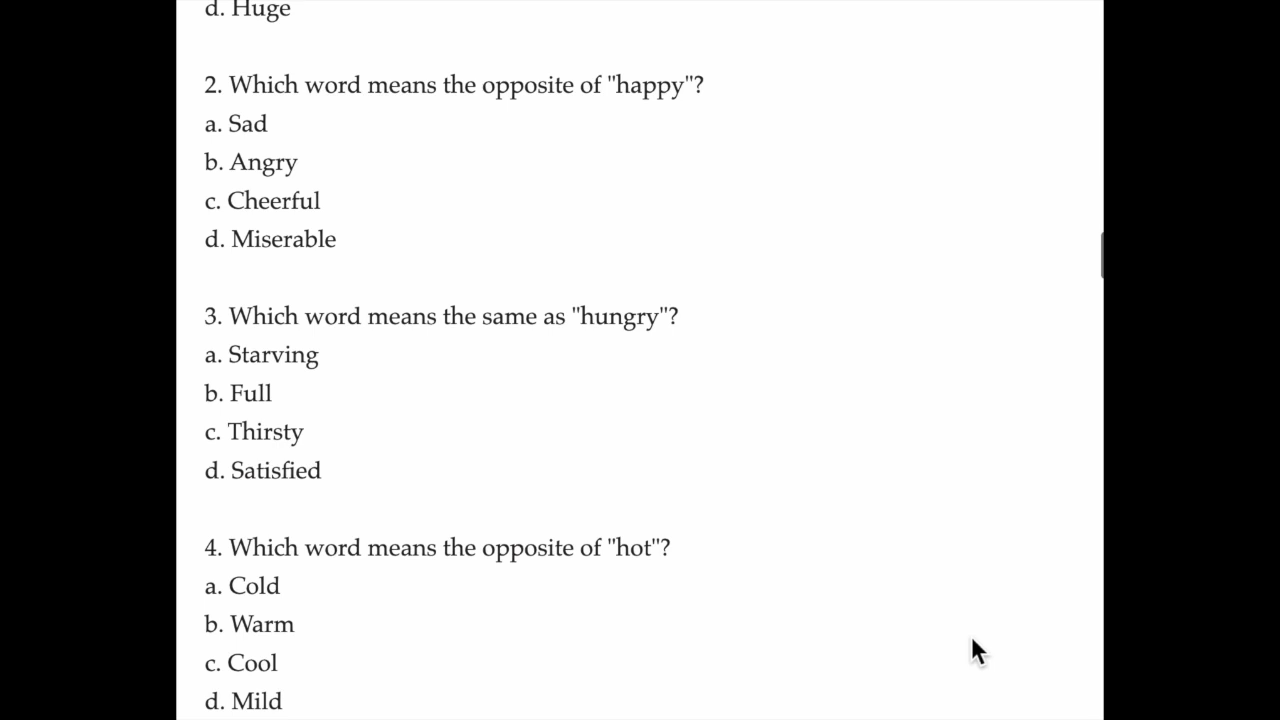 d. Huge
2. Which word means the opposite of "happy"?
a. Sad
b. Angry
c. Cheerful
d. Miserable
3. Which word means the same as "hungry"?
a. Starving
b. Full
c. Thirsty
d. Satisfied
4. Which word means the opposite of "hot"?
a. Cold
b. Warm
c. Cool
d. Mild